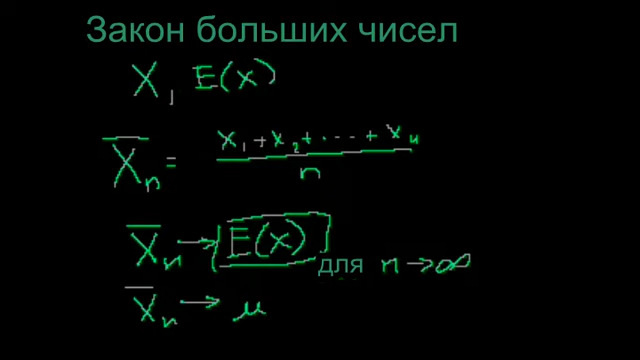 Закон больших чисел
X, E(x)
X̅ₙ = (x₁ + x₂ + ··· + xₙ) / n
X̅ₙ → E(x) для n → ∞
X̅ₙ → μ